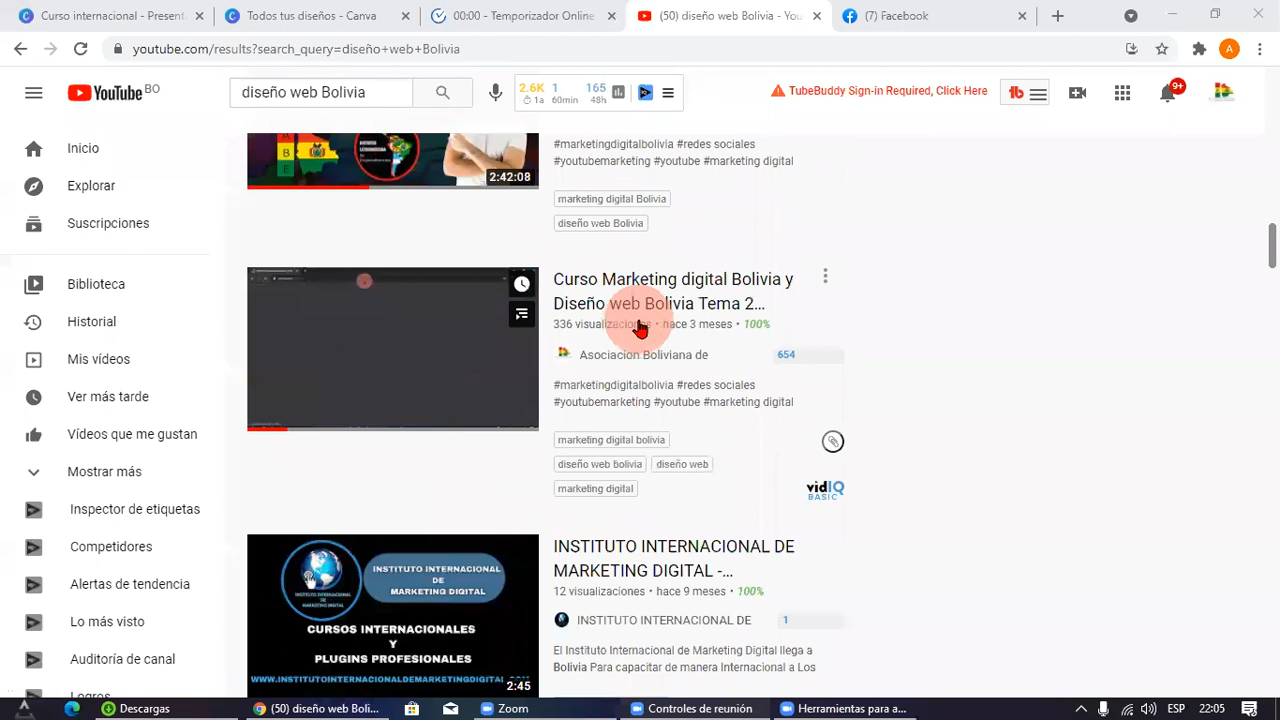 Curso internacional - Present
Todos tus diseños - Canva
00:00 - Temporizador Online
(50) diseño web Bolivia - You
(7) Facebook
youtube.com/results?search_query=diseño+web+Bolivia
A
YouTube BO
diseño web Bolivia
2.6K 1 165
1a 60min 48h
TubeBuddy Sign-in Required, Click Here
tb
9+
Inicio
Explorar
Suscripciones
Biblioteca
Historial
Mis vídeos
Ver más tarde
Vídeos que me gustan
Mostrar más
Inspector de etiquetas
Competidores
Alertas de tendencia
Lo más visto
Auditoría de canal
Logros
A
B
E
2:42:08
#marketingdigitalbolivia #redes sociales
#youtubemarketing #youtube #marketing digital
marketing digital Bolivia
diseño web Bolivia
Curso Marketing digital Bolivia y
Diseño web Bolivia Tema 2...
336 visualizaciones • hace 3 meses • 100%
Asociacion Boliviana de
654
#marketingdigitalbolivia #redes sociales
#youtubemarketing #youtube #marketing digital
marketing digital bolivia
diseño web bolivia
diseño web
marketing digital
vidIQ
BASIC
INSTITUTO INTERNACIONAL
DE
MARKETING DIGITAL
CURSOS INTERNACIONALES
Y
PLUGINS PROFESIONALES
WWW.INSTITUTOINTERNACIONALDEMARKETINGDIGITAL.COM
2:45
INSTITUTO INTERNACIONAL DE
MARKETING DIGITAL -...
12 visualizaciones • hace 9 meses • 100%
INSTITUTO INTERNACIONAL DE
1
El Instituto Internacional de Marketing Digital llega a
Bolivia Para capacitar de manera Internacional a Los
Descargas
(50) diseño web Boli...
Zoom
Controles de reunión
Herramientas para a...
ESP
22:05